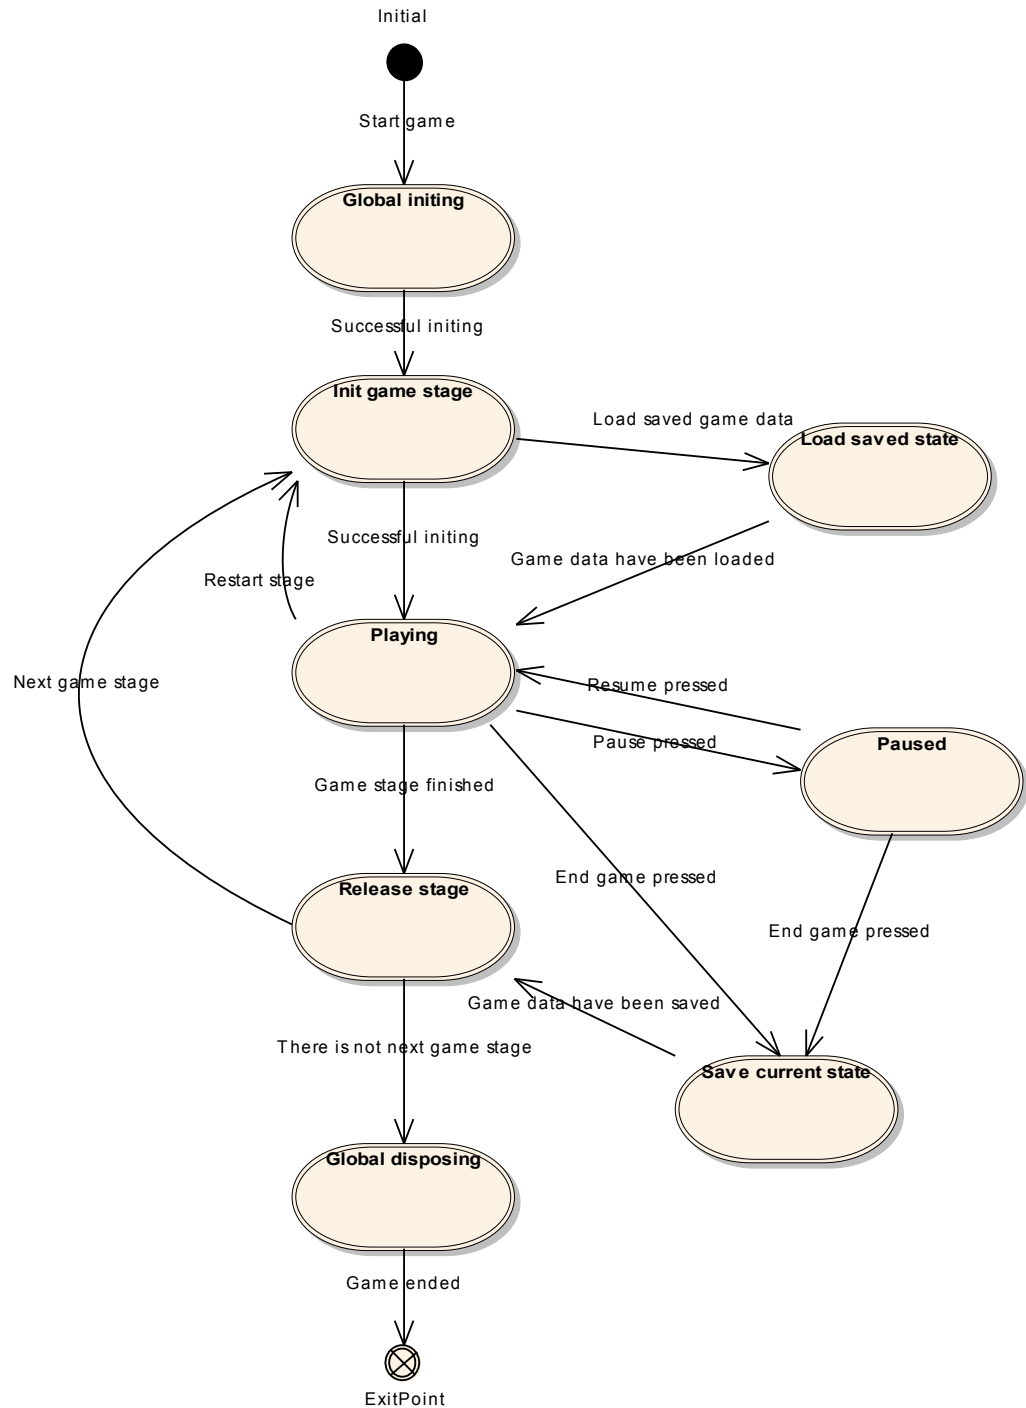 Initial
Start game
Global initing
Successful initing
Init game stage
Load saved game data
Load saved state
Successful initing
Game data have been loaded
Restart stage
Playing
Next game stage
Resume pressed
Pause pressed
Paused
Game stage finished
End game pressed
Release stage
End game pressed
Game data have been saved
There is not next game stage
Save current state
Global disposing
Game ended
ExitPoint